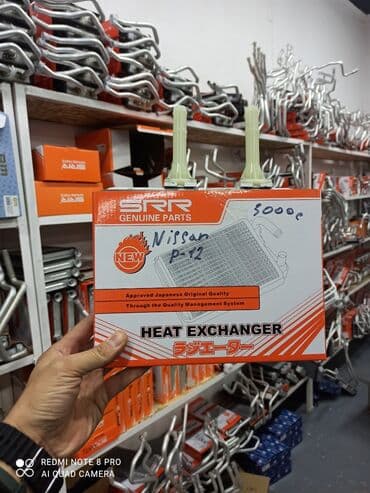 SRR
GENUINE PARTS
5000c
Nissan
P-12
NEW
Approved Japanese Original Quality
Through the Quality Management System
HEAT EXCHANGER
ラジエーター
REDMI NOTE 8 PRO
AI QUAD CAMERA